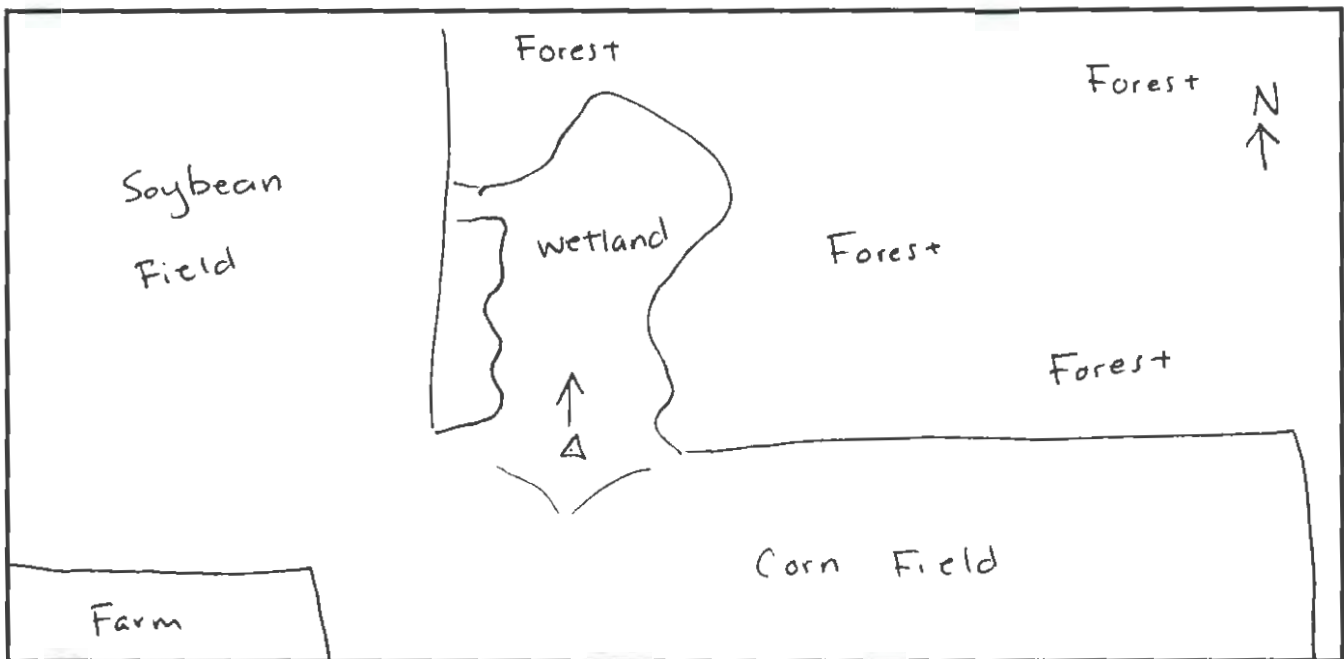 Forest
Forest
N
Soybean
Field
wetland
Forest
Forest
Corn Field
Farm